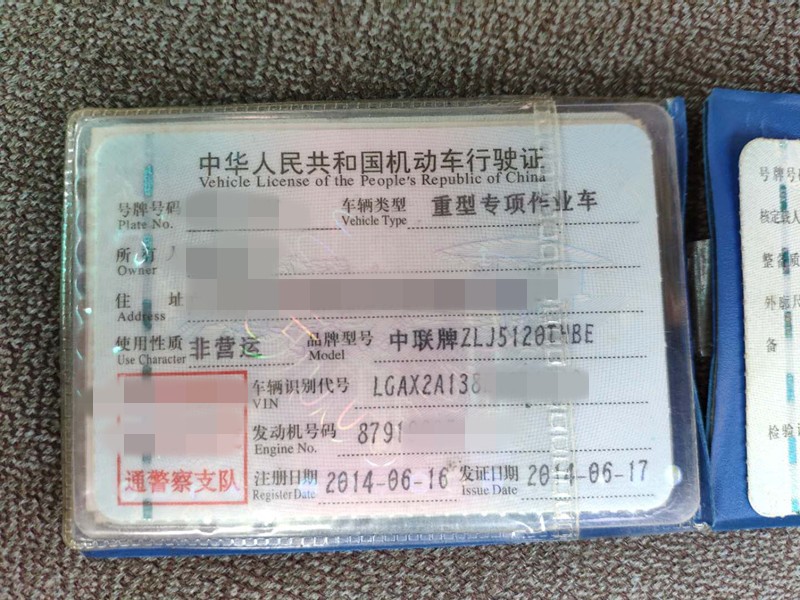 中华人民共和国机动车行驶证
Vehicle License of the People's Republic of China
号牌号码 车辆类型 重型专项作业车
Plate No. Vehicle Type
所有人
Owner
住 址
Address
使用性质 非营运 品牌型号 中联牌ZLJ5120THBE
Use Character Model
车辆识别代号 LGAX2A138
VIN
发动机号码 8791
Engine No.
通警察支队 注册日期 2014-06-16 发证日期 2014-06-17
Register Date Issue Date
号牌号码
核定载人
整备质
外廓尺
备
检验